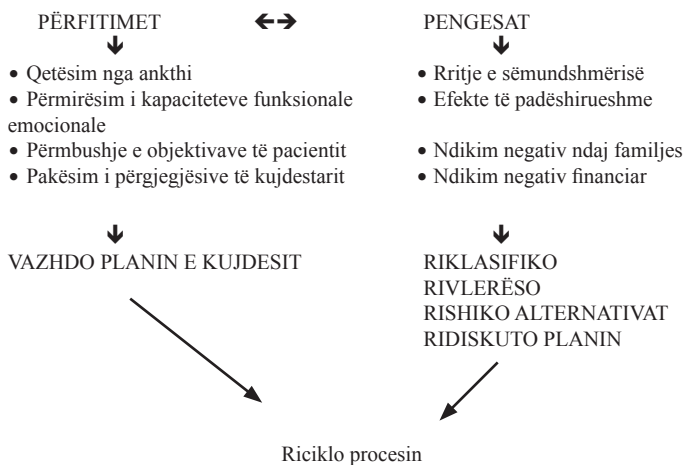 PËRFITIMET
• Qetësim nga ankthi
• Përmirësim i kapaciteteve funksionale
emocionale
• Përmbushje e objektivave të pacientit
• Pakësim i përgjegjësive të kujdestarit
VAZHDO PLANIN E KUJDESIT
PENGESAT
• Rritje e sëmundshmërisë
• Efekte të padëshirueshme
• Ndikim negativ ndaj familjes
• Ndikim negativ financiar
RIKLASIFIKO
RIVLERËSO
RISHIKO ALTERNATIVAT
RIDISKUTO PLANIN
Riciklo procesin